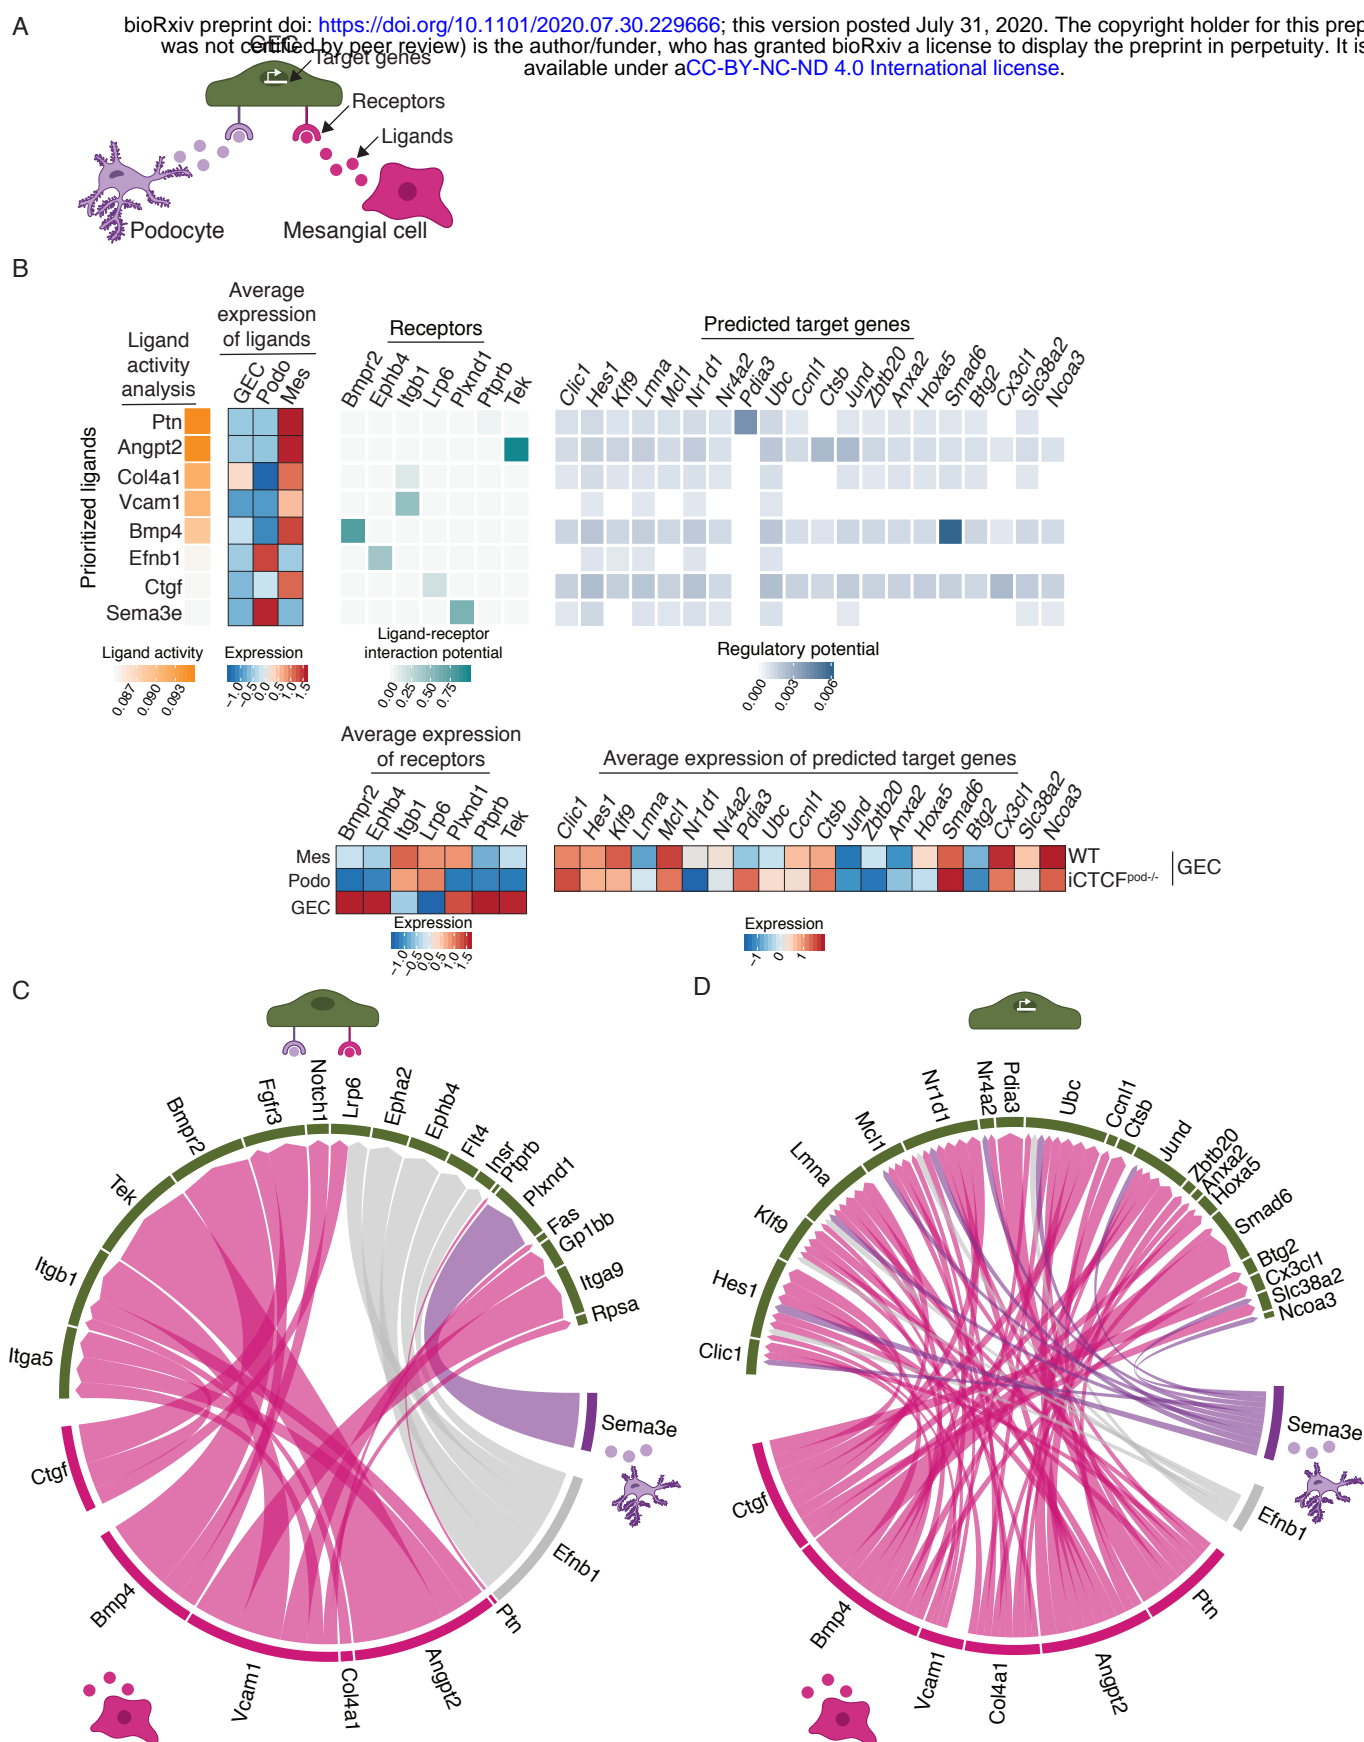 A
bioRxiv preprint doi: https://doi.org/10.1101/2020.07.30.229666; this version posted July 31, 2020. The copyright holder for this prep
was not certified by peer review) is the author/funder, who has granted bioRxiv a license to display the preprint in perpetuity. It is
available under aCC-BY-NC-ND 4.0 International license.
GEC
Target genes
Receptors
Ligands
Podocyte
Mesangial cell
B
Ligand
activity
analysis
Average
expression
of ligands
Receptors
Predicted target genes
GEC
Podo
Mes
Bmpr2
Ephb4
Itgb1
Lrp6
Plxnd1
Ptprb
Tek
Clic1
Hes1
Klf9
Lmna
Mcl1
Nr1d1
Nr4a2
Pdia3
Ubc
Ccnl1
Ctsb
Jund
Zbtb20
Anxa2
Hoxa5
Smad6
Btg2
Cx3cl1
Slc38a2
Ncoa3
Prioritized ligands
Ptn
Angpt2
Col4a1
Vcam1
Bmp4
Efnb1
Ctgf
Sema3e
Ligand activity
0.087
0.090
0.093
Expression
−1.0
−0.5
0.0
0.5
1.0
1.5
Ligand-receptor
interaction potential
0.00
0.25
0.50
0.75
Regulatory potential
0.000
0.003
0.006
Average expression
of receptors
Average expression of predicted target genes
Bmpr2
Ephb4
Itgb1
Lrp6
Plxnd1
Ptprb
Tek
Clic1
Hes1
Klf9
Lmna
Mcl1
Nr1d1
Nr4a2
Pdia3
Ubc
Ccnl1
Ctsb
Jund
Zbtb20
Anxa2
Hoxa5
Smad6
Btg2
Cx3cl1
Slc38a2
Ncoa3
Mes
Podo
GEC
WT
iCTCFpod-/-
GEC
Expression
−1.0
−0.5
0.0
0.5
1.0
1.5
Expression
−1
0
1
C
Itga5
Itgb1
Tek
Bmpr2
Fgfr3
Notch1
Lrp6
Epha2
Ephb4
Flt4
Insr
Ptprb
Plxnd1
Fas
Gp1bb
Itga9
Rpsa
Sema3e
Efnb1
Ptn
Angpt2
Col4a1
Vcam1
Bmp4
Ctgf
D
Clic1
Hes1
Klf9
Lmna
Mcl1
Nr1d1
Nr4a2
Pdia3
Ubc
Ccnl1
Ctsb
Jund
Zbtb20
Anxa2
Hoxa5
Smad6
Btg2
Cx3cl1
Slc38a2
Ncoa3
Sema3e
Efnb1
Ptn
Angpt2
Col4a1
Vcam1
Bmp4
Ctgf